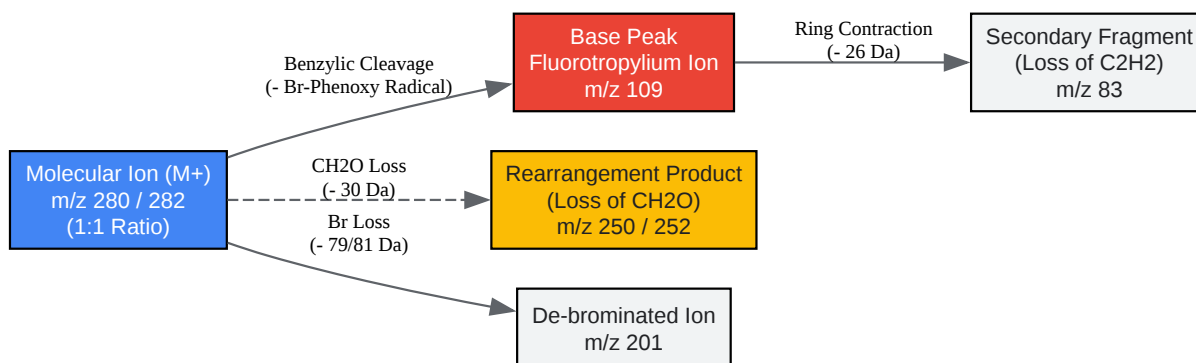 Benzylic Cleavage
(- Br-Phenoxy Radical)
Base Peak
Fluorotropylium Ion
m/z 109
Ring Contraction
(- 26 Da)
Secondary Fragment
(Loss of C2H2)
m/z 83
Molecular Ion (M+)
m/z 280 / 282
(1:1 Ratio)
CH2O Loss
(- 30 Da)
Rearrangement Product
(Loss of CH2O)
m/z 250 / 252
Br Loss
(- 79/81 Da)
De-brominated Ion
m/z 201